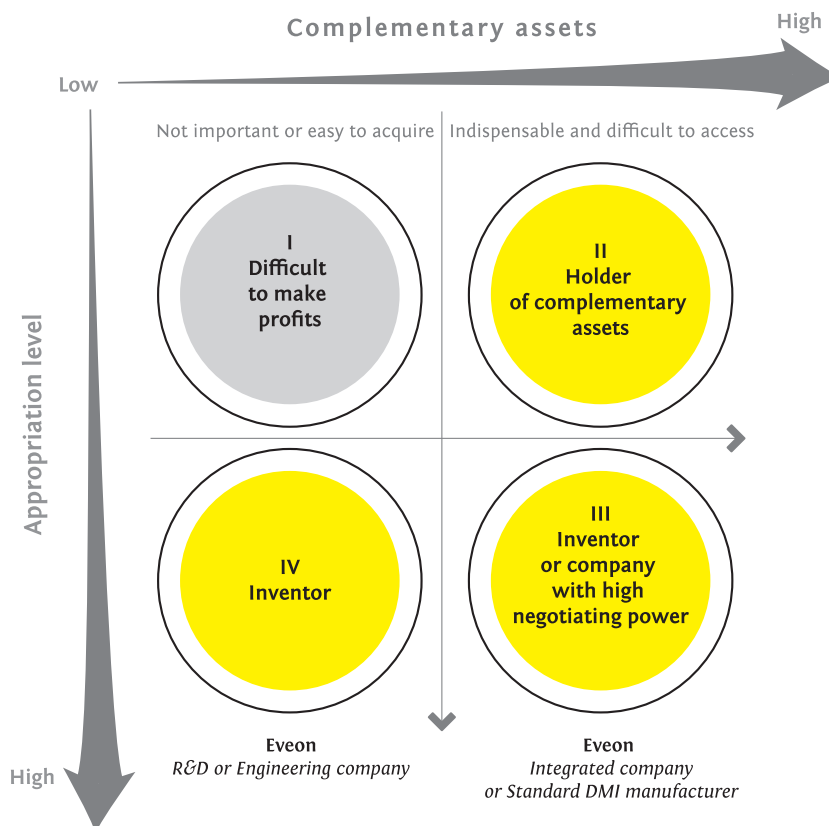 Complementary assets
High
Low
Not important or easy to acquire
Indispensable and difficult to access
Appropriation level
I
Difficult
to make
profits
II
Holder
of complementary
assets
IV
Inventor
III
Inventor
or company
with high
negotiating power
High
Eveon
R&D or Engineering company
Eveon
Integrated company
or Standard DMI manufacturer